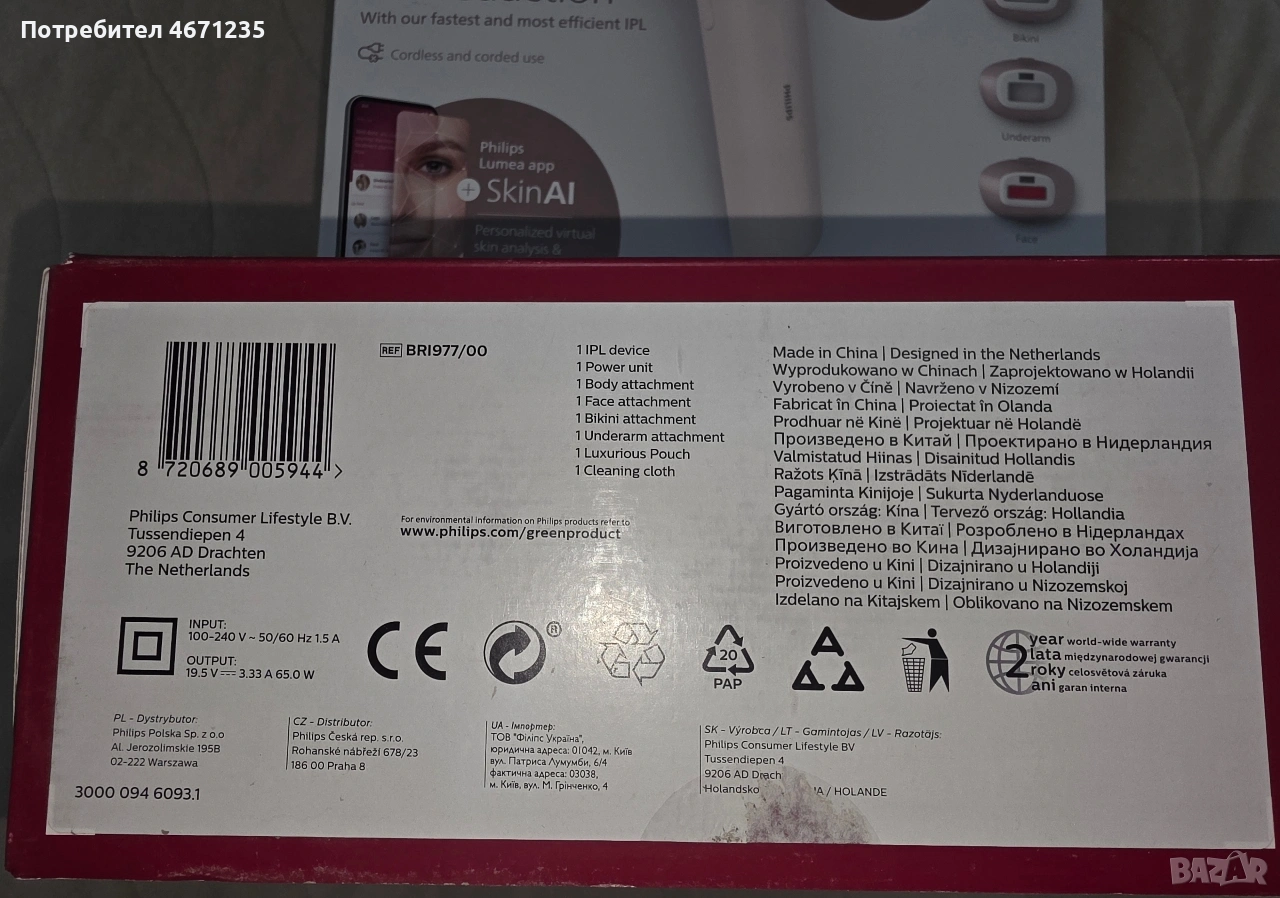 Потребител 4671235
With our fastest and most efficient IPL
Cordless and corded use
PHILIPS
Bikini
Underarm
Face
Philips
Lumea app
+ SkinAI
Personalized virtual
skin analysis &
8 720689 005944 >
REF BRI977/00
1 IPL device
1 Power unit
1 Body attachment
1 Face attachment
1 Bikini attachment
1 Underarm attachment
1 Luxurious Pouch
1 Cleaning cloth
Made in China | Designed in the Netherlands
Wyprodukowano w Chinach | Zaprojektowano w Holandii
Vyrobeno v Číně | Navrženo v Nizozemí
Fabricat în China | Proiectat în Olanda
Prodhuar në Kinë | Projektuar në Holandë
Произведено в Китай | Проектирано в Нидерландия
Valmistatud Hiinas | Disainitud Hollandis
Ražots Ķīnā | Izstrādāts Nīderlandē
Pagaminta Kinijoje | Sukurta Nyderlanduose
Gyártó ország: Kína | Tervező ország: Hollandia
Виготовлено в Китаї | Розроблено в Нідерландах
Произведено во Кина | Дизајнирано во Холандија
Proizvedeno u Kini | Dizajnirano u Holandiji
Proizvedeno u Kini | Dizajnirano u Nizozemskoj
Izdelano na Kitajskem | Oblikovano na Nizozemskem
Philips Consumer Lifestyle B.V.
Tussendiepen 4
9206 AD Drachten
The Netherlands
For environmental information on Philips products refer to
www.philips.com/greenproduct
INPUT:
100-240 V ~ 50/60 Hz 1.5 A
OUTPUT:
19.5 V ⎓ 3.33 A 65.0 W
CE
®
20
PAP
A
2 year world-wide warranty
lata międzynarodowej gwarancji
roky celosvětová záruka
ani garan interna
PL - Dystrybutor:
Philips Polska Sp. z o.o
Al. Jerozolimskie 195B
02-222 Warszawa
CZ - Distributor:
Philips Česká rep. s.r.o.
Rohanské nábřeží 678/23
186 00 Praha 8
UA - Імпортер:
ТОВ "Філіпс Україна",
юридична адреса: 01042, м. Київ
вул. Патриса Лумумби, 6/4
фактична адреса: 03038,
м. Київ, вул. М. Грінченко, 4
SK - Výrobca / LT - Gamintojas / LV - Razotājs:
Philips Consumer Lifestyle BV
Tussendiepen 4
9206 AD Drach
Holandsko / HOLANDE
3000 094 6093.1
BAZAR